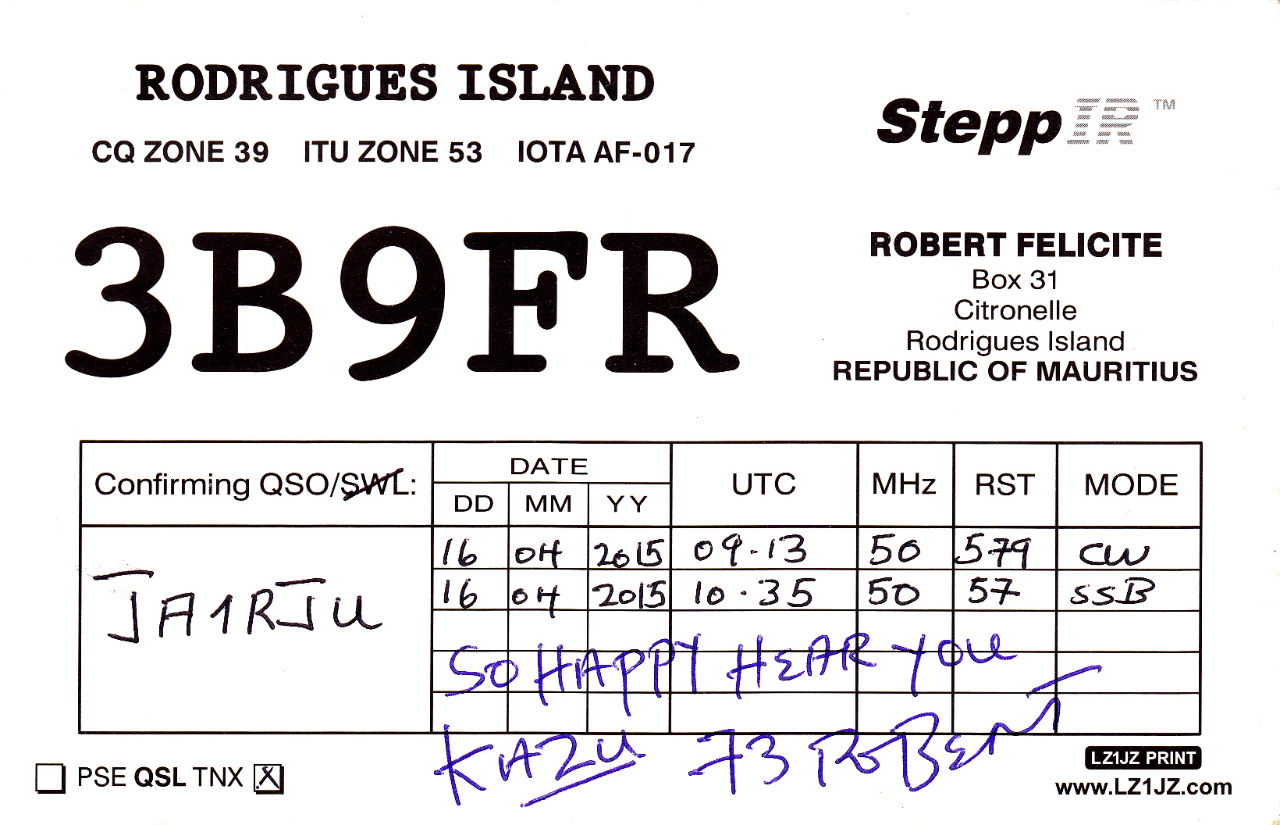 RODRIGUES ISLAND
CQ ZONE 39 ITU ZONE 53 IOTA AF-017
SteppIR™
3B9FR
ROBERT FELICITE
Box 31
Citronelle
Rodrigues Island
REPUBLIC OF MAURITIUS
Confirming QSO/SWL: DATE UTC MHz RST MODE
DD MM YY
JA1RJU
16 04 2015 09.13 50 579 CW
16 04 2015 10.35 50 57 SSB
SO HAPPY HEAR YOU
KAZU 73 ROBERT
PSE QSL TNX X
LZ1JZ PRINT
www.LZ1JZ.com